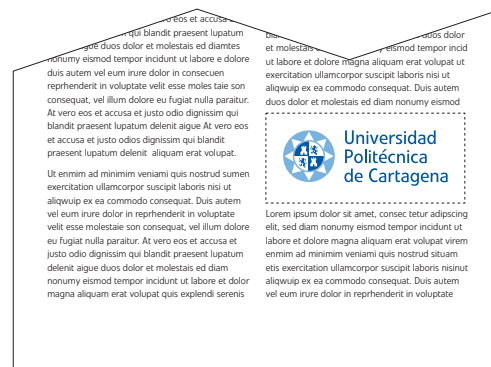 vero eos et accusa
qui blandit praesent lupatum
gue duos dolor et molestais ed diamtes
nonumy eismod tempor incidunt ut labore e dolore
duis autem vel eum irure dolor in consecuen
reprhenderit in voluptate velit esse moles taie son
consequat, vel illum dolore eu fugiat nulla paraitur.
At vero eos et accust justo odio dignissim qui
blandit praesent lupatum delenit aigue At vero eos
et accust et justo odios dignissim qui blandit
praesent lupatum delenit aliquam erat volupat.
Ut enmim ad minimim veniami quis nostrud sumen
exercitation ullamcorpor suscipit laboris nisi ut
aliqwuip ex ea commodo consequat. Duis autem
vel eum irure dolor in reprhenderit in voluptate
velit esse molestaie son consequat, vel illum dolore
eu fugiat nulla paraitur. At vero eos et accusa et
justo odio dignissim qui blandit praesent lupatum
delenit aigue duos dolor et molestais ed diam
nonumy eismod tempor incidunt ut labore et dolor
magna aliquam erat volupat quis explendi serenis
duos dolor
et molestais ed diam nonumy eismod tempor incid
ut labore et dolore magna aliquam erat volupat ut
exercitation ullamcorpor suscipit laboris nisi ut
aliqwuip ex ea commodo consequat. Duis autem
duos dolor et molestais ed diam nonumy eismod
Universidad
Politécnica
de Cartagena
Lorem ipsum dolor sit amet, consec tetur adipscing
elit, sed diam nonumy eismod tempor incidunt ut
labore et dolore magna aliquam erat volupat virem
enmim ad minimim veniami quis nostrud situam
etis exercitation ullamcorpor suscipit laboris nisinut
aliqwuip ex ea commodo consequat. Duis autem
vel eum irure dolor in reprhenderit in voluptate